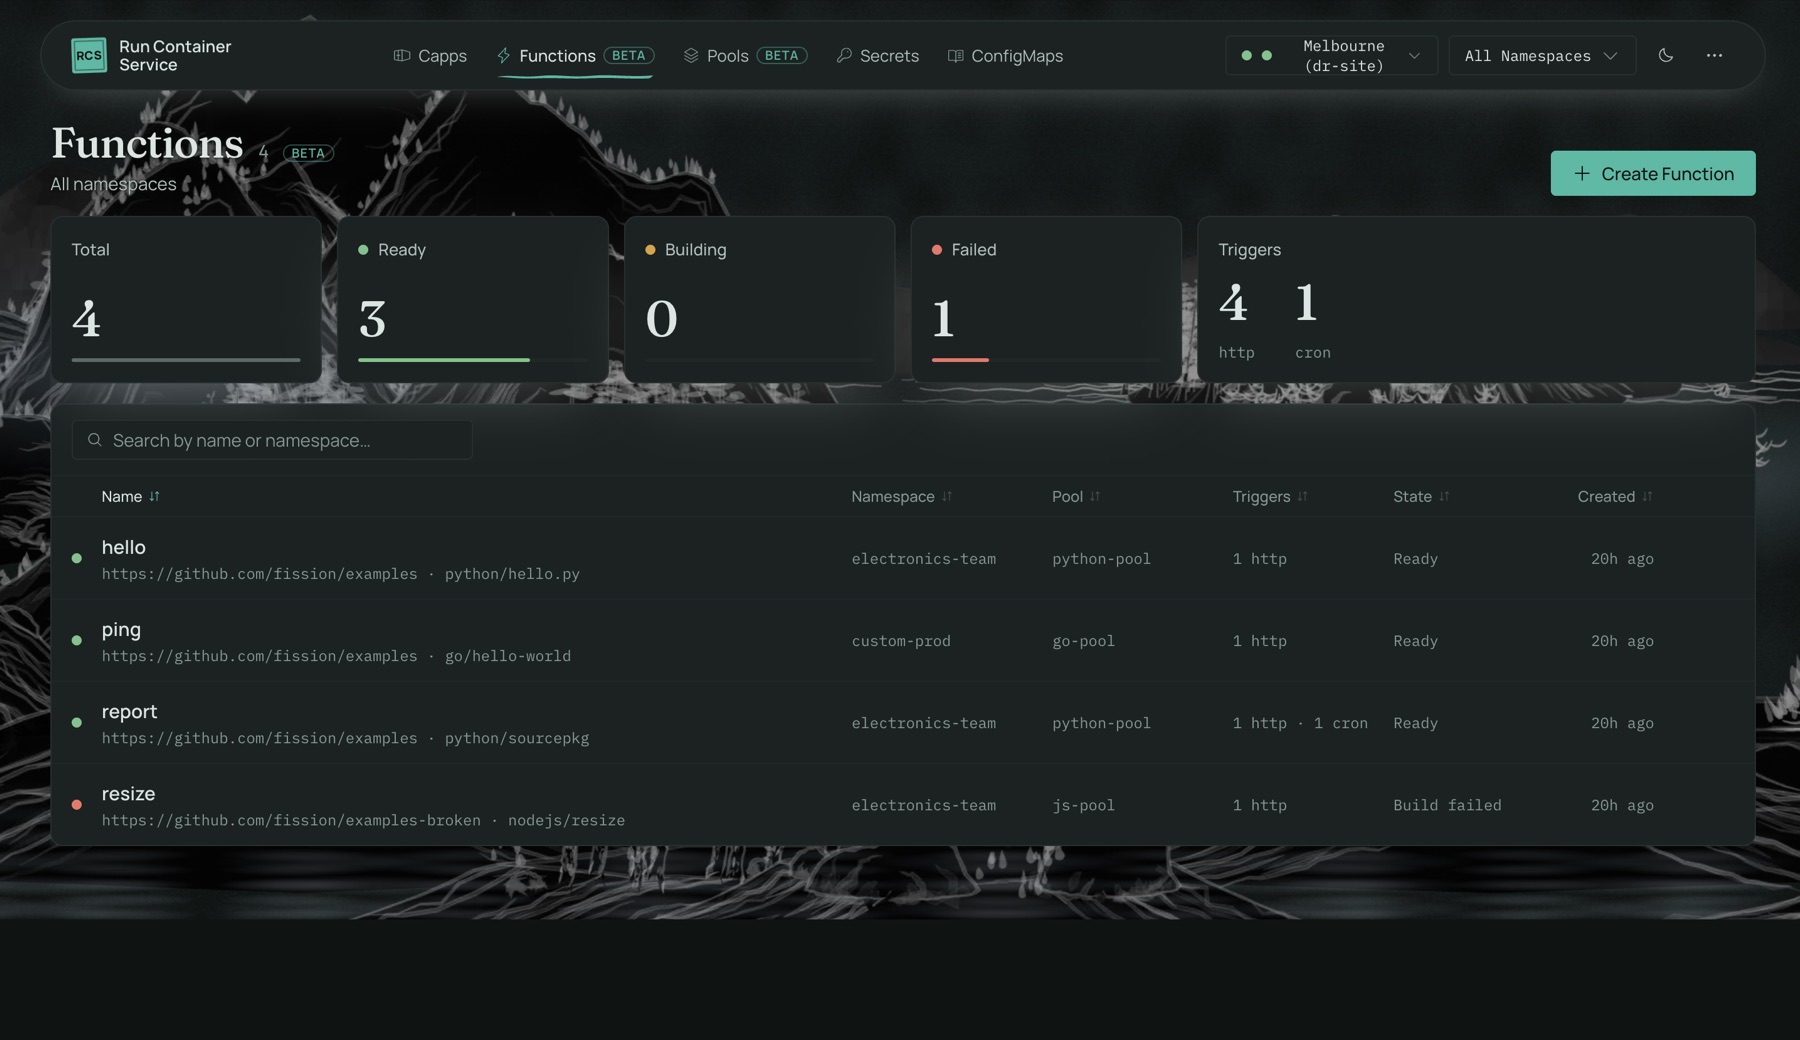 RCS
Run Container
Service
Capps
Functions BETA
Pools BETA
Secrets
ConfigMaps
Melbourne
(dr-site)
All Namespaces
Functions 4 BETA
All namespaces
Create Function
Total
4
Ready
3
Building
0
Failed
1
Triggers
4 1
http cron
Search by name or namespace...
Name Namespace Pool Triggers State Created
hello
https://github.com/fission/examples · python/hello.py
electronics-team python-pool 1 http Ready 20h ago
ping
https://github.com/fission/examples · go/hello-world
custom-prod go-pool 1 http Ready 20h ago
report
https://github.com/fission/examples · python/sourcepkg
electronics-team python-pool 1 http · 1 cron Ready 20h ago
resize
https://github.com/fission/examples-broken · nodejs/resize
electronics-team js-pool 1 http Build failed 20h ago